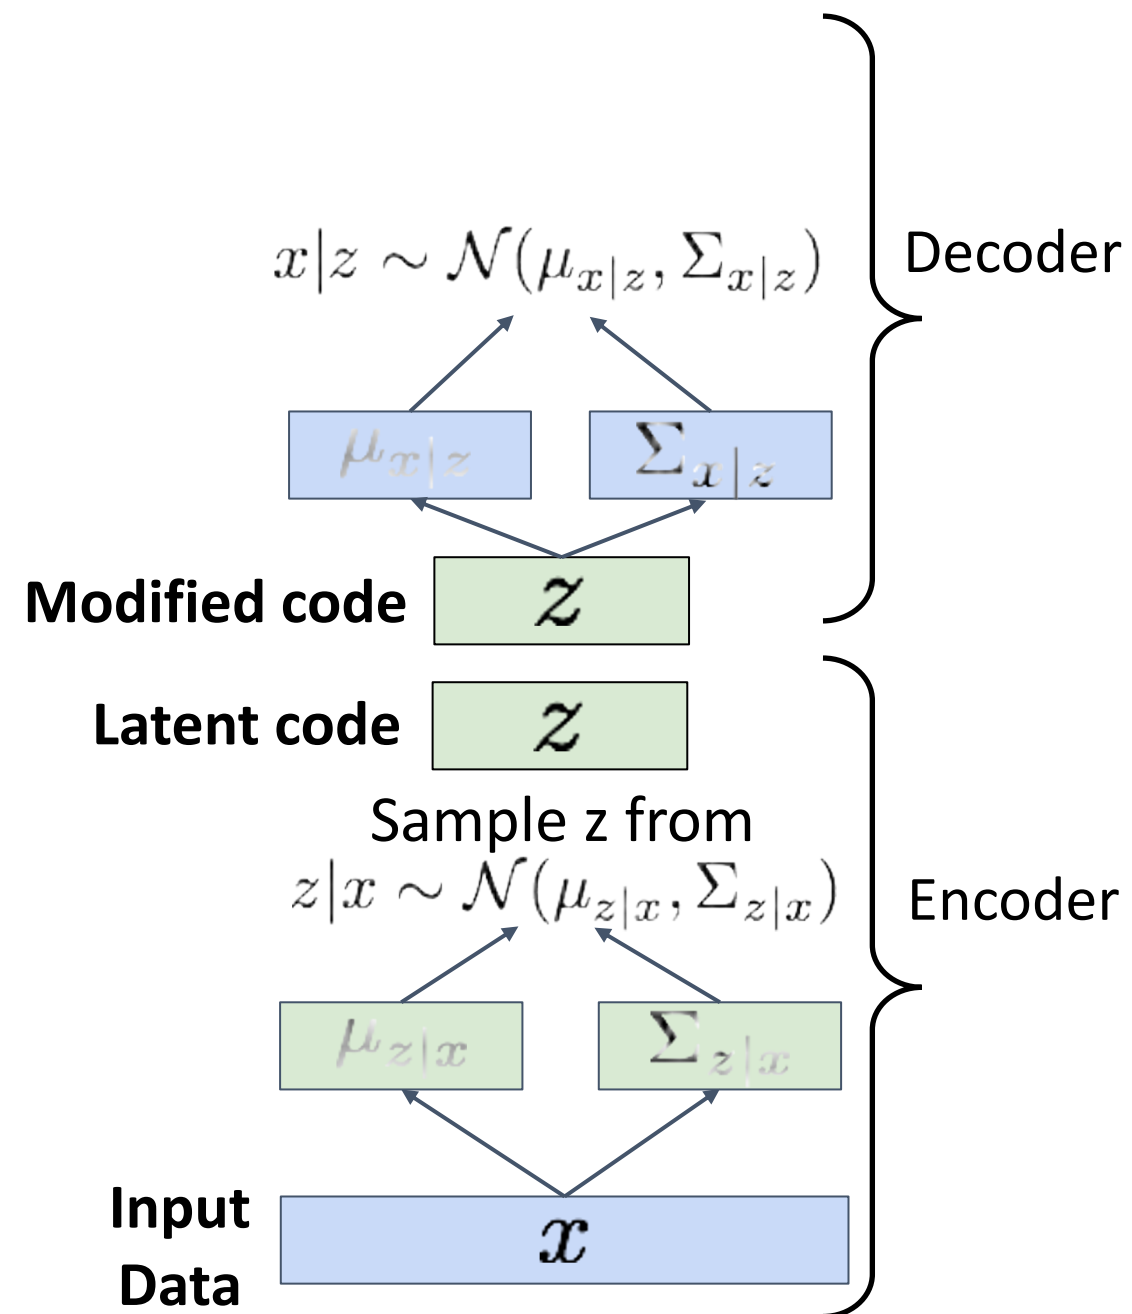 x|z ∼ 𝒩(μ_{x|z}, Σ_{x|z})
Decoder
μ_{x|z}
Σ_{x|z}
Modified code
z
Latent code
z
Sample z from
z|x ∼ 𝒩(μ_{z|x}, Σ_{z|x})
Encoder
μ_{z|x}
Σ_{z|x}
Input
Data
x